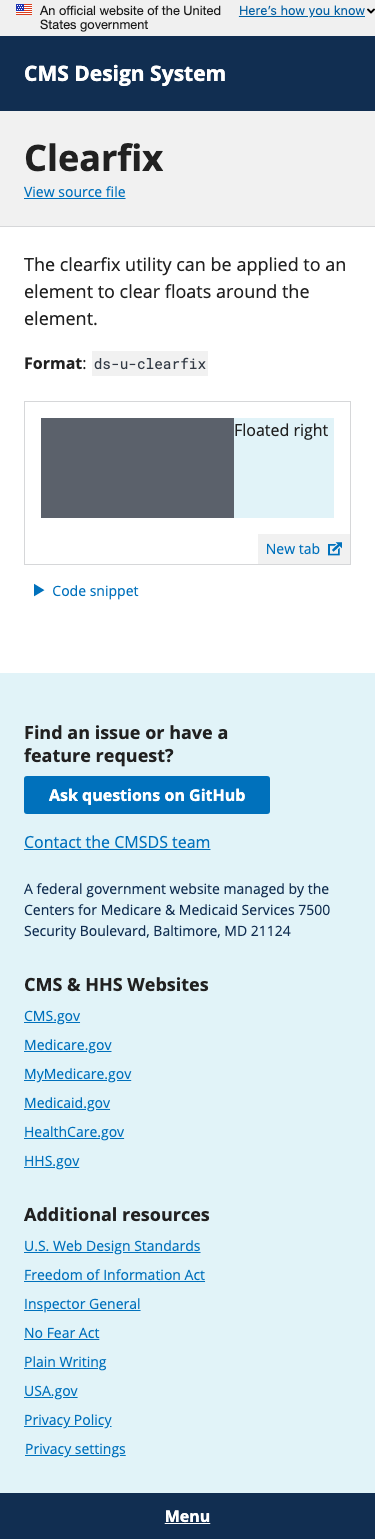 An official website of the United
States government
Here's how you know
CMS Design System
Clearfix
View source file
The clearfix utility can be applied to an
element to clear floats around the
element.
Format: ds-u-clearfix
Floated right
New tab
Code snippet
Find an issue or have a
feature request?
Ask questions on GitHub
Contact the CMSDS team
A federal government website managed by the
Centers for Medicare & Medicaid Services 7500
Security Boulevard, Baltimore, MD 21124
CMS & HHS Websites
CMS.gov
Medicare.gov
MyMedicare.gov
Medicaid.gov
HealthCare.gov
HHS.gov
Additional resources
U.S. Web Design Standards
Freedom of Information Act
Inspector General
No Fear Act
Plain Writing
USA.gov
Privacy Policy
Privacy settings
Menu